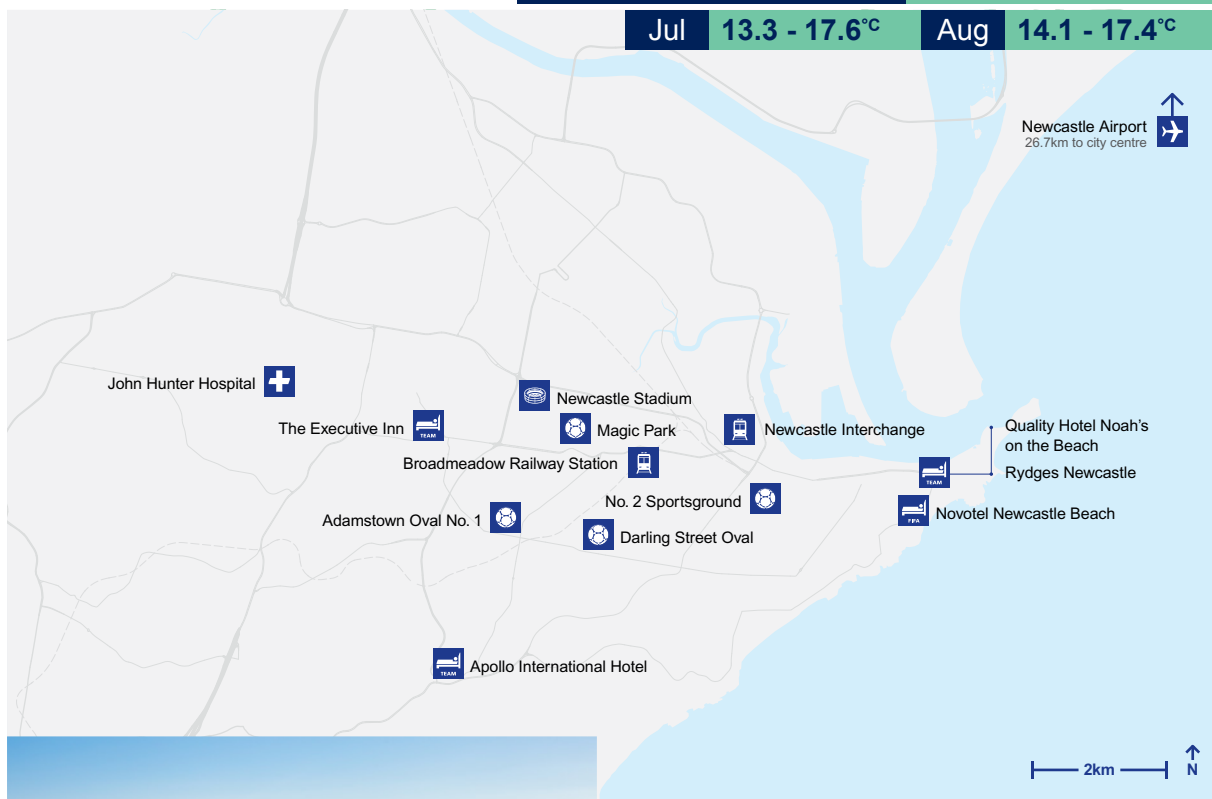 Jul 13.3 - 17.6°C Aug 14.1 - 17.4°C
Newcastle Airport
26.7km to city centre
John Hunter Hospital
Newcastle Stadium
The Executive Inn
TEAM
Magic Park
Newcastle Interchange
Quality Hotel Noah's
on the Beach
Broadmeadow Railway Station
TEAM
Rydges Newcastle
No. 2 Sportsground
Adamstown Oval No. 1
FIFA
Novotel Newcastle Beach
Darling Street Oval
TEAM
Apollo International Hotel
2km
N